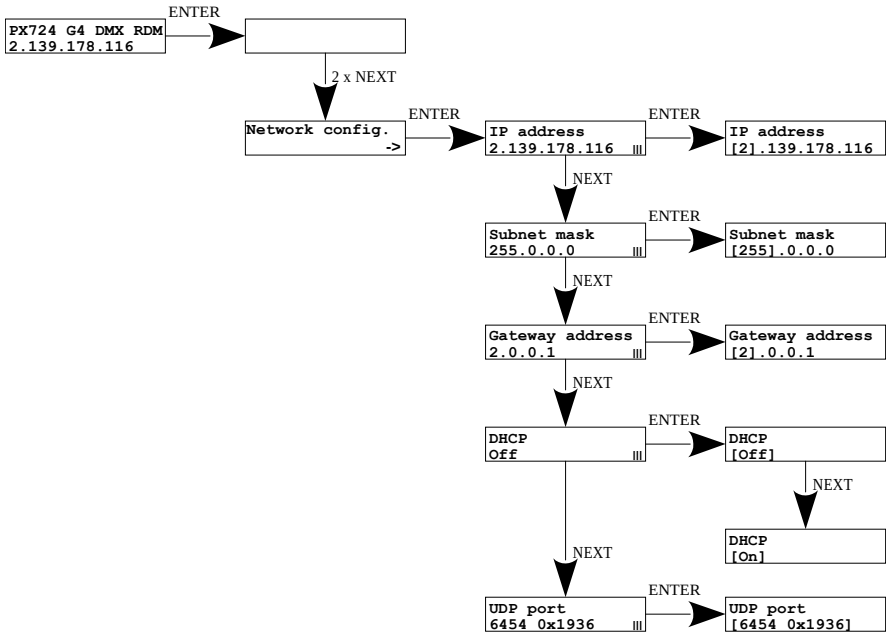 ENTER
PX724 G4 DMX RDM
2.139.178.116
2 x NEXT
Network config.
->
ENTER
IP address
2.139.178.116
ENTER
IP address
[2].139.178.116
NEXT
Subnet mask
255.0.0.0
ENTER
Subnet mask
[255].0.0.0
NEXT
Gateway address
2.0.0.1
ENTER
Gateway address
[2].0.0.1
NEXT
DHCP
Off
ENTER
DHCP
[Off]
NEXT
DHCP
[On]
NEXT
UDP port
6454 0x1936
ENTER
UDP port
[6454 0x1936]